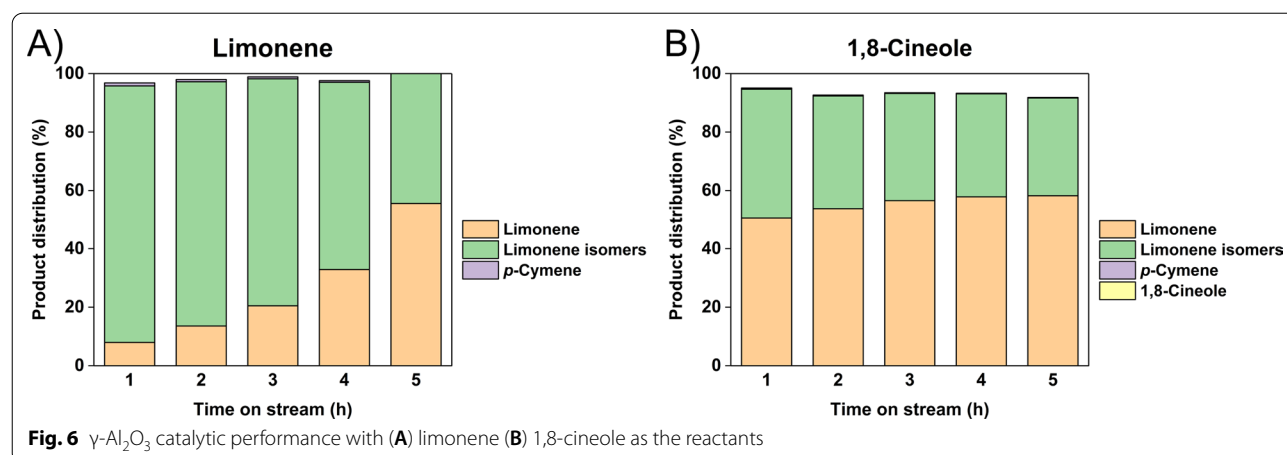 A)
Limonene
Product distribution (%)
100
80
60
40
20
0
1 2 3 4 5
Time on stream (h)
Limonene
Limonene isomers
p-Cymene
B)
1,8-Cineole
Product distribution (%)
100
80
60
40
20
0
1 2 3 4 5
Time on stream (h)
Limonene
Limonene isomers
p-Cymene
1,8-Cineole
Fig. 6 γ-Al₂O₃ catalytic performance with (A) limonene (B) 1,8-cineole as the reactants